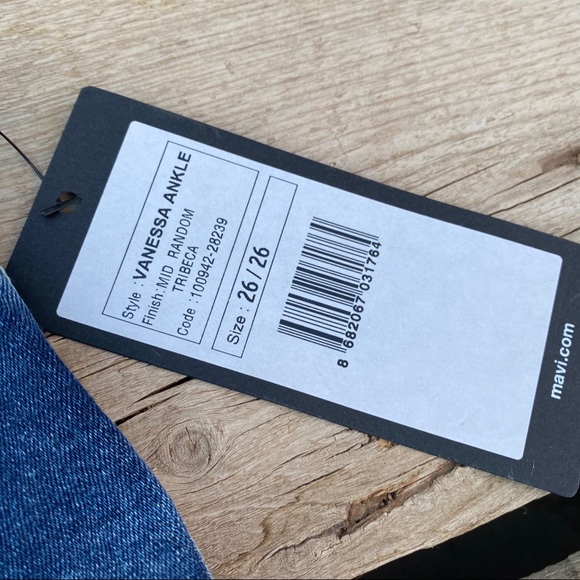 Style : VANESSA ANKLE
Finish: MID RANDOM
TRIBECA
Code : 100942-28239
Size : 26 / 26
8 682067 031764
mavi.com